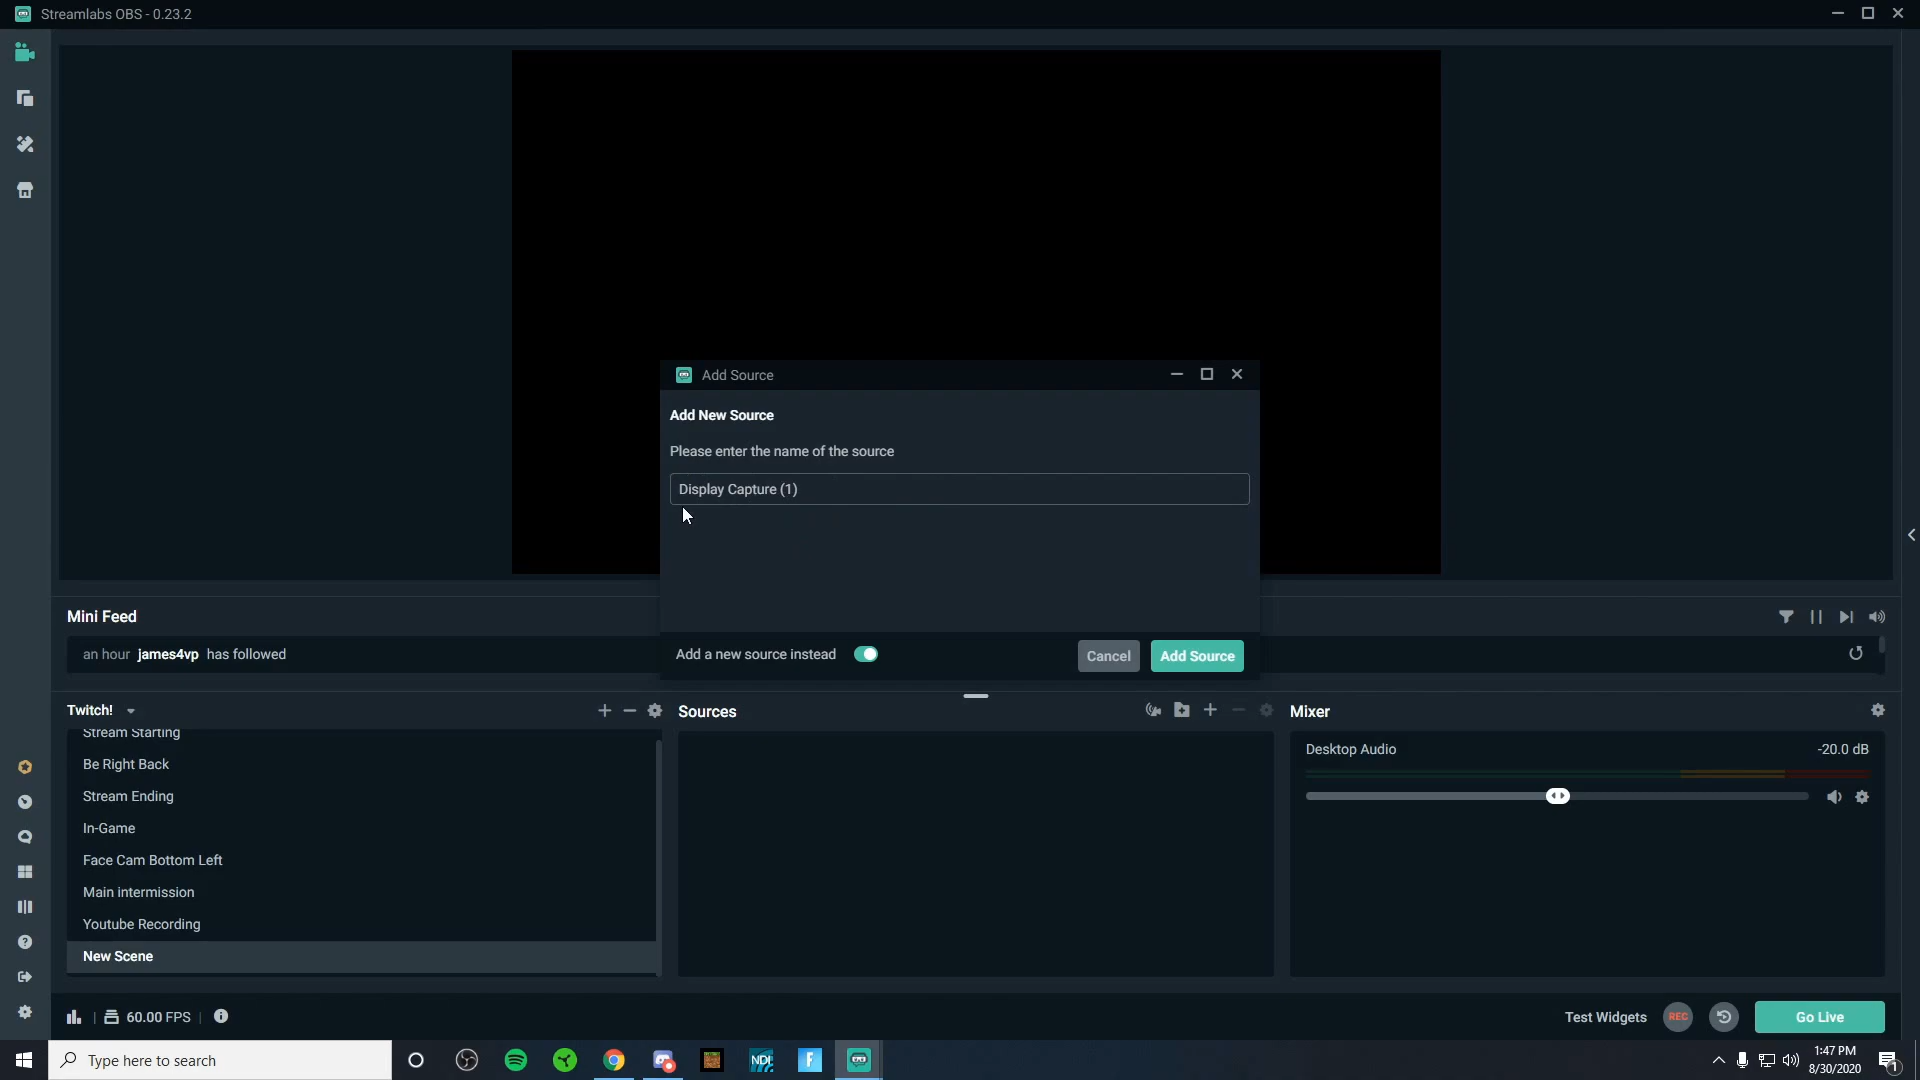 Streamlabs OBS - 0.23.2
Add Source
Add New Source
Please enter the name of the source
Display Capture (1)
Add a new source instead
Cancel
Add Source
Mini Feed
an hour james4vp has followed
Twitch!
Stream Starting
Be Right Back
Stream Ending
In-Game
Face Cam Bottom Left
Main intermission
Youtube Recording
New Scene
Sources
Mixer
Desktop Audio -20.0 dB
60.00 FPS
Test Widgets
REC
Go Live
Type here to search
NDI
1:47 PM
8/30/2020
1